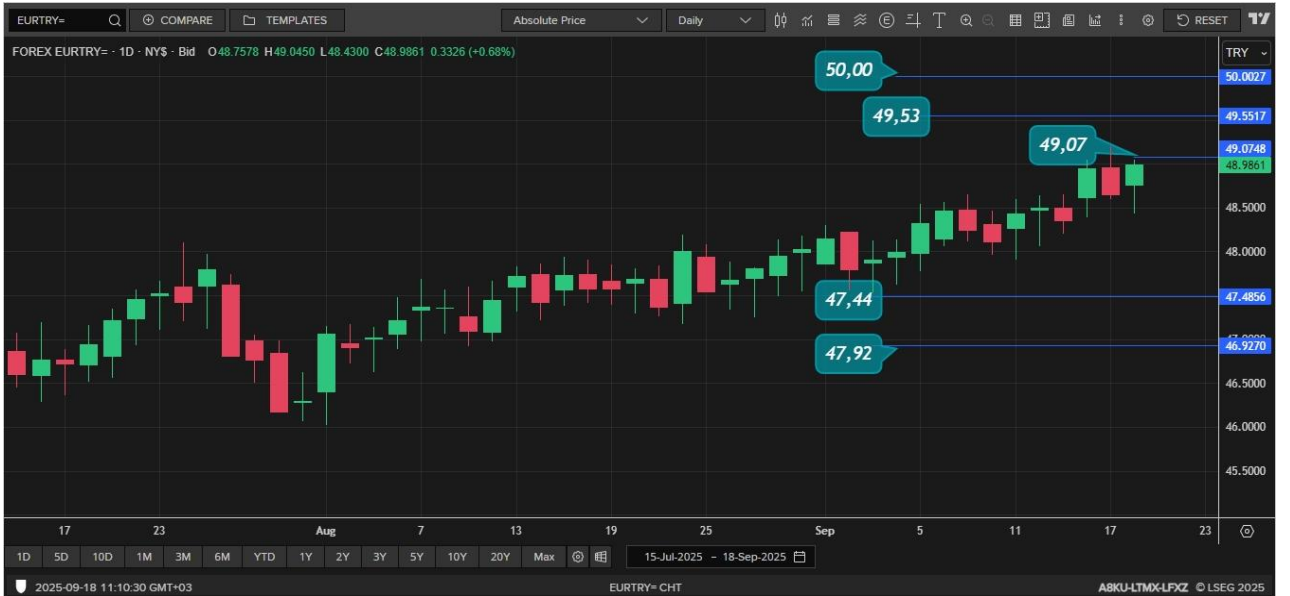 EURTRY= COMPARE TEMPLATES Absolute Price Daily E T RESET
FOREX EURTRY= · 1D · NY$ · Bid O48.7578 H49.0450 L48.4300 C48.9861 0.3326 (+0.68%)
TRY
50,00
50.0027
49,53
49.5517
49,07
49.0748
48.9861
48.5000
48.0000
47,44
47.4856
47,92
46.9270
46.5000
46.0000
45.5000
17 23 Aug 7 13 19 25 Sep 5 11 17 23
1D 5D 10D 1M 3M 6M YTD 1Y 2Y 3Y 5Y 10Y 20Y Max 15-Jul-2025 - 18-Sep-2025
2025-09-18 11:10:30 GMT+03 EURTRY= CHT A8KU-LTMX-LFXZ © LSEG 2025